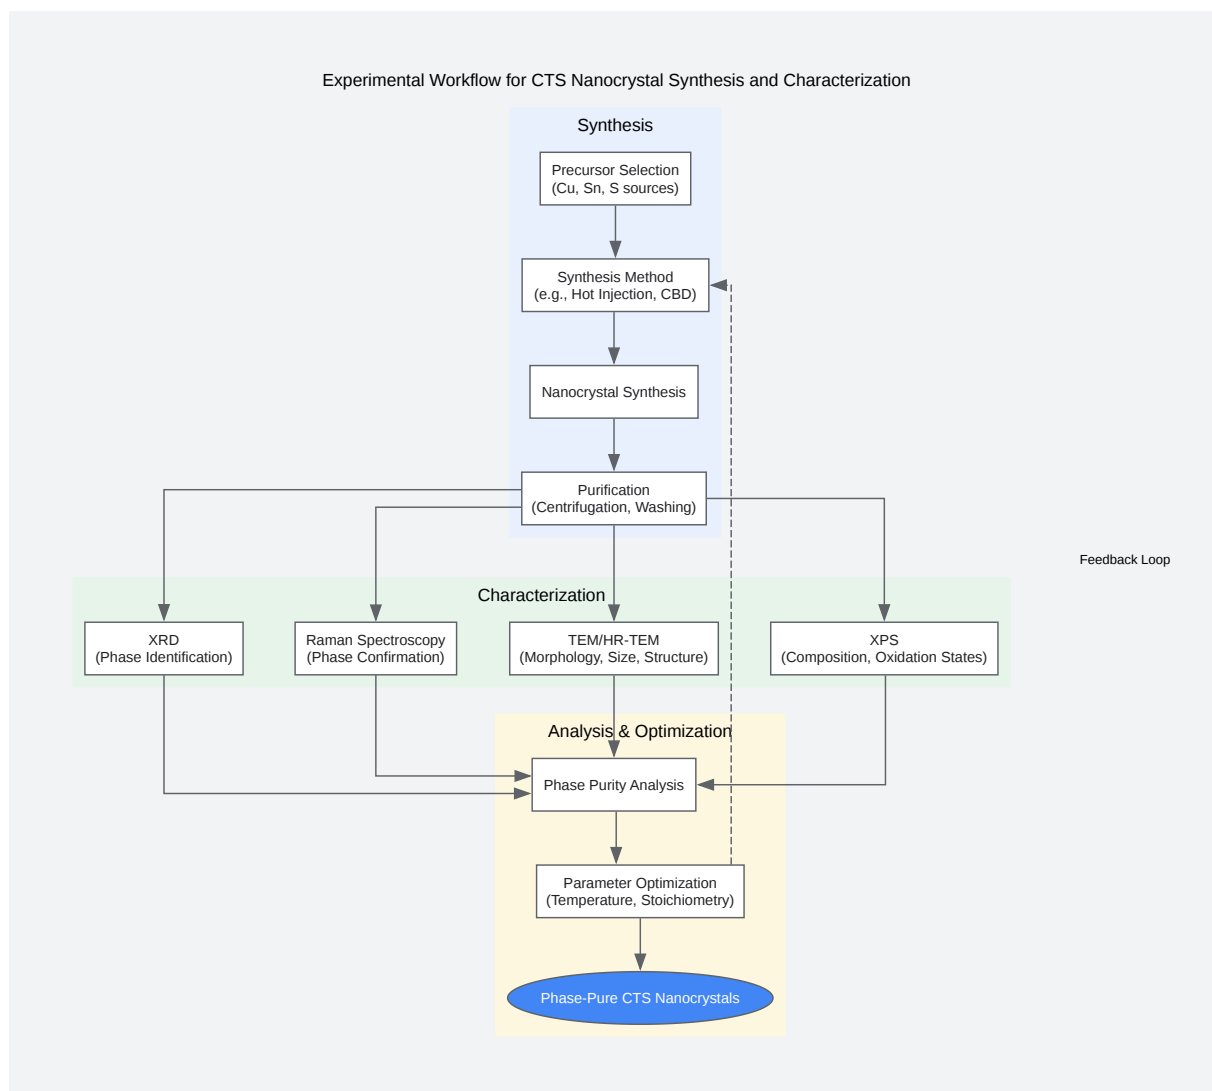 Experimental Workflow for CTS Nanocrystal Synthesis and Characterization
Synthesis
Precursor Selection
(Cu, Sn, S sources)
Synthesis Method
(e.g., Hot Injection, CBD)
Nanocrystal Synthesis
Purification
(Centrifugation, Washing)
Feedback Loop
Characterization
XRD
(Phase Identification)
Raman Spectroscopy
(Phase Confirmation)
TEM/HR-TEM
(Morphology, Size, Structure)
XPS
(Composition, Oxidation States)
Analysis & Optimization
Phase Purity Analysis
Parameter Optimization
(Temperature, Stoichiometry)
Phase-Pure CTS Nanocrystals